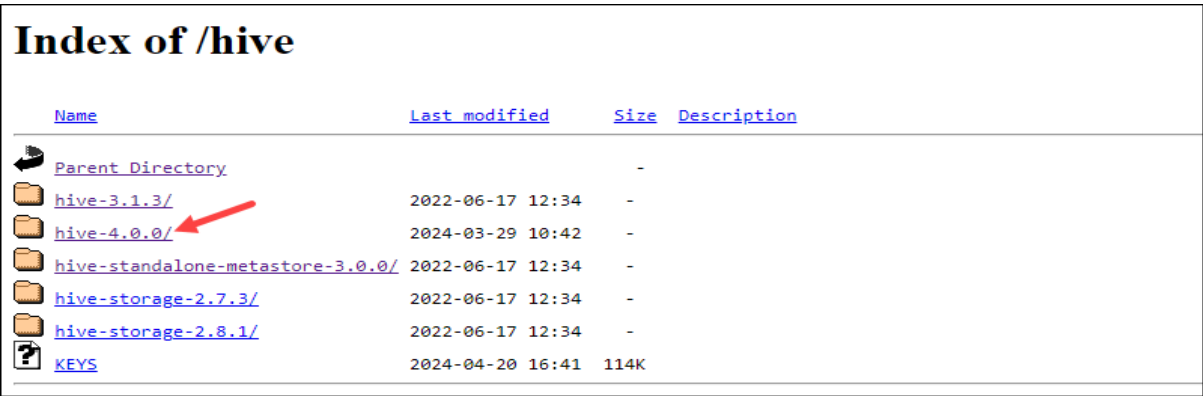 Index of /hive
Name Last modified Size Description
Parent Directory -
hive-3.1.3/ 2022-06-17 12:34 -
hive-4.0.0/ 2024-03-29 10:42 -
hive-standalone-metastore-3.0.0/ 2022-06-17 12:34 -
hive-storage-2.7.3/ 2022-06-17 12:34 -
hive-storage-2.8.1/ 2022-06-17 12:34 -
KEYS 2024-04-20 16:41 114K